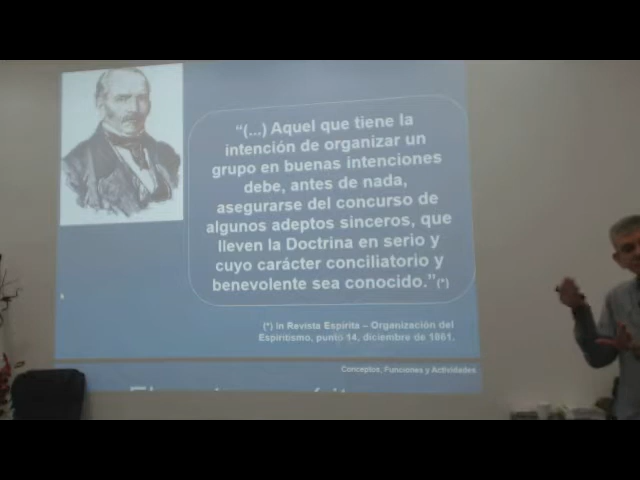 “(...) Aquel que tiene la
intención de organizar un
grupo en buenas intenciones
debe, antes de nada,
asegurarse del concurso de
algunos adeptos sinceros, que
lleven la Doctrina en serio y
cuyo carácter conciliatorio y
benevolente sea conocido.”(*)
(*) In Revista Espírita – Organización del
Espiritismo, punto 14, diciembre de 1861.
Conceptos, Funciones y Actividades